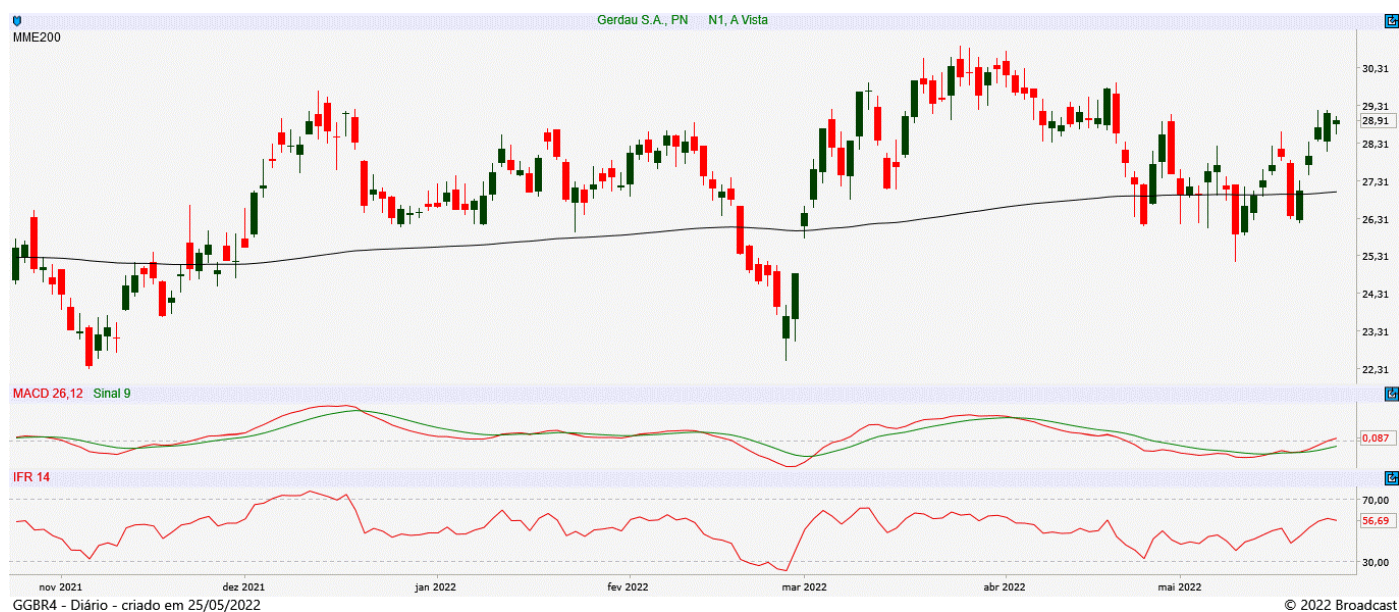 Gerdau S.A., PN N1, A Vista
MME200
30,31
29,31
28,91
28,31
27,31
26,31
25,31
24,31
23,31
22,31
MACD 26,12 Sinal 9
0,087
IFR 14
70,00
56,69
30,00
nov 2021 dez 2021 jan 2022 fev 2022 mar 2022 abr 2022 mai 2022
GGBR4 - Diário - criado em 25/05/2022 © 2022 Broadcast